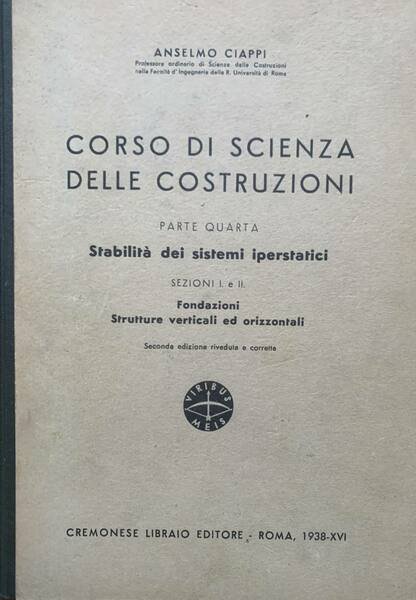 ANSELMO CIAPPI
Professore ordinario di Scienza delle Costruzioni
nella Facoltà d'Ingegneria della R. Università di Roma
CORSO DI SCIENZA
DELLE COSTRUZIONI
PARTE QUARTA
Stabilità dei sistemi iperstatici
SEZIONI I. e II.
Fondazioni
Strutture verticali ed orizzontali
Seconda edizione riveduta e corretta
VIRIBUS
MEIS
CREMONESE LIBRAIO EDITORE - ROMA, 1938-XVI